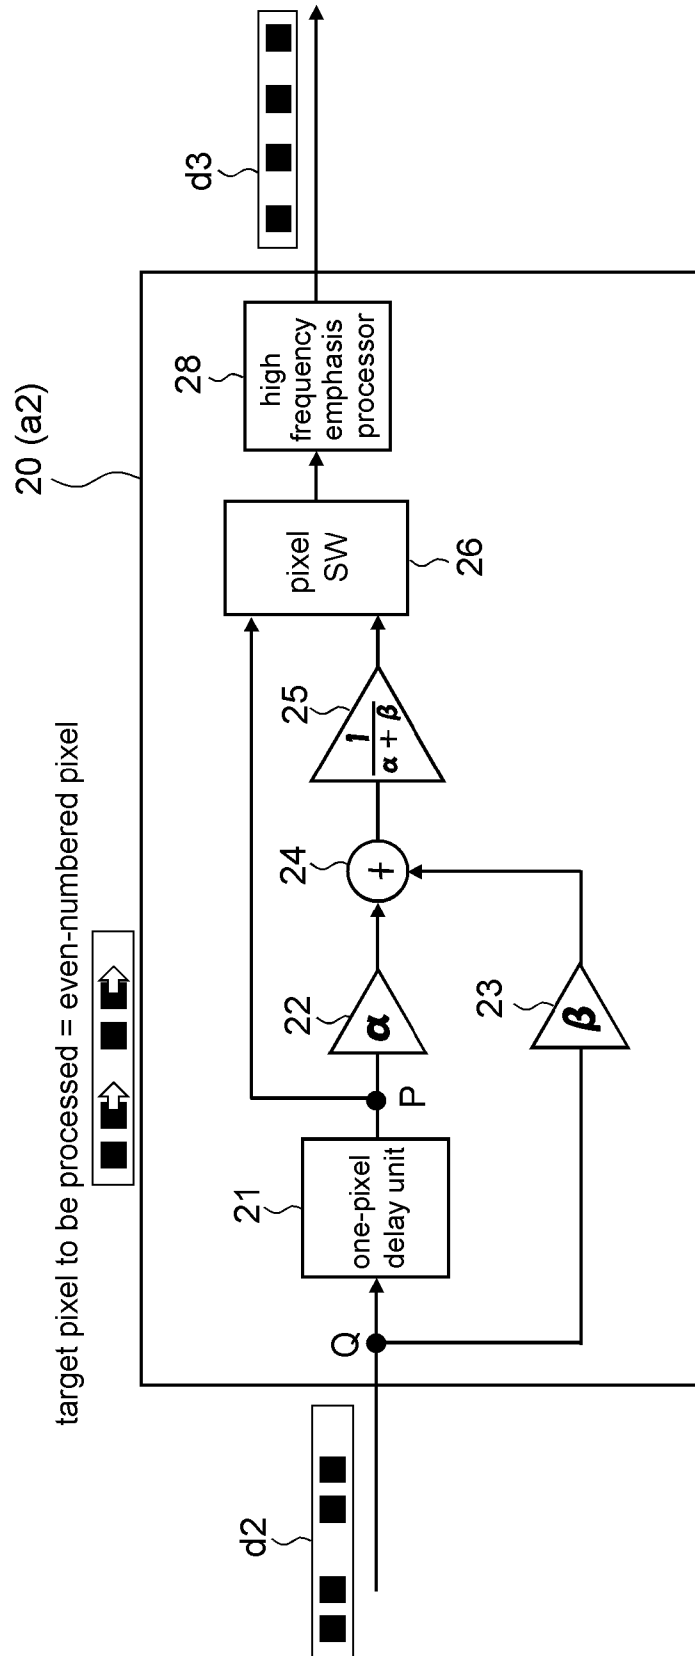 20 (a2)
target pixel to be processed = even-numbered pixel
d2
Q
21
one-pixel
delay unit
P
22
α
23
β
24
+
25
1
α + β
pixel
SW
26
28
high
frequency
emphasis
processor
d3